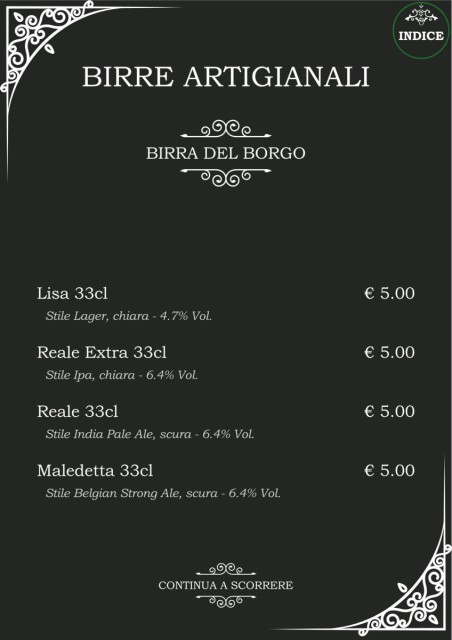 INDICE
BIRRE ARTIGIANALI
BIRRA DEL BORGO
Lisa 33cl € 5.00
Stile Lager, chiara - 4.7% Vol.
Reale Extra 33cl € 5.00
Stile Ipa, chiara - 6.4% Vol.
Reale 33cl € 5.00
Stile India Pale Ale, scura - 6.4% Vol.
Maledetta 33cl € 5.00
Stile Belgian Strong Ale, scura - 6.4% Vol.
CONTINUA A SCORRERE